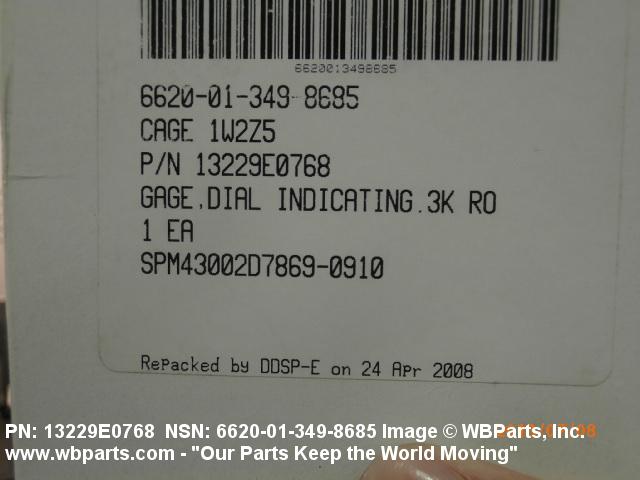 6620013498685
6620-01-349-8685
CAGE 1W2Z5
P/N 13229E0768
GAGE,DIAL INDICATING.3K RO
1 EA
SPM43002D7869-0910
RePacked by DDSP-E on 24 Apr 2008
PN: 13229E0768 NSN: 6620-01-349-8685 Image © WBParts, Inc.
www.wbparts.com - "Our Parts Keep the World Moving"